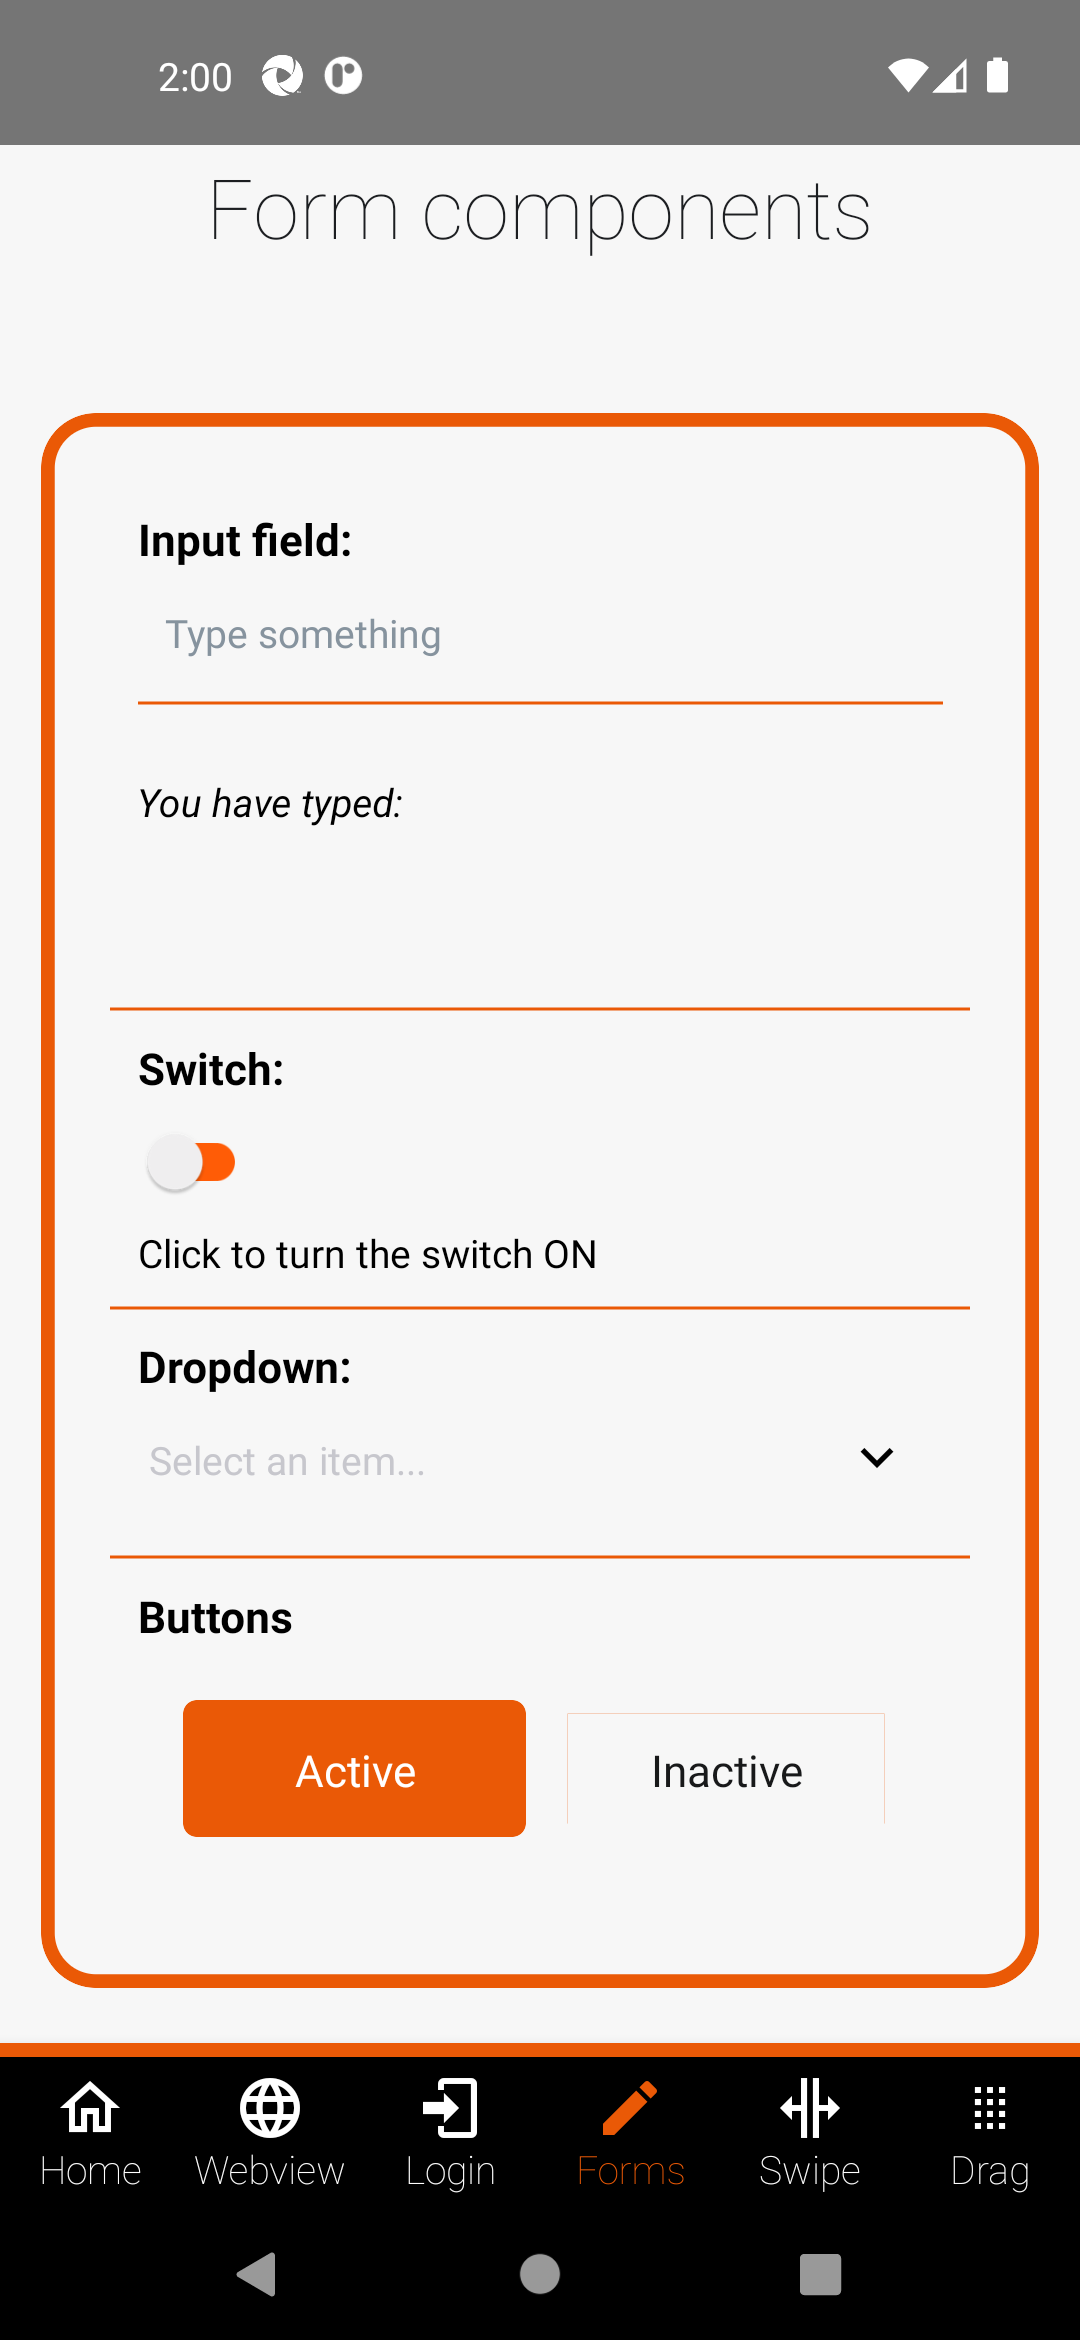 2:00
Form components
Input field:
Type something
You have typed:
Switch:
Click to turn the switch ON
Dropdown:
Select an item...
Buttons
Active Inactive
Home Webview Login Forms Swipe Drag